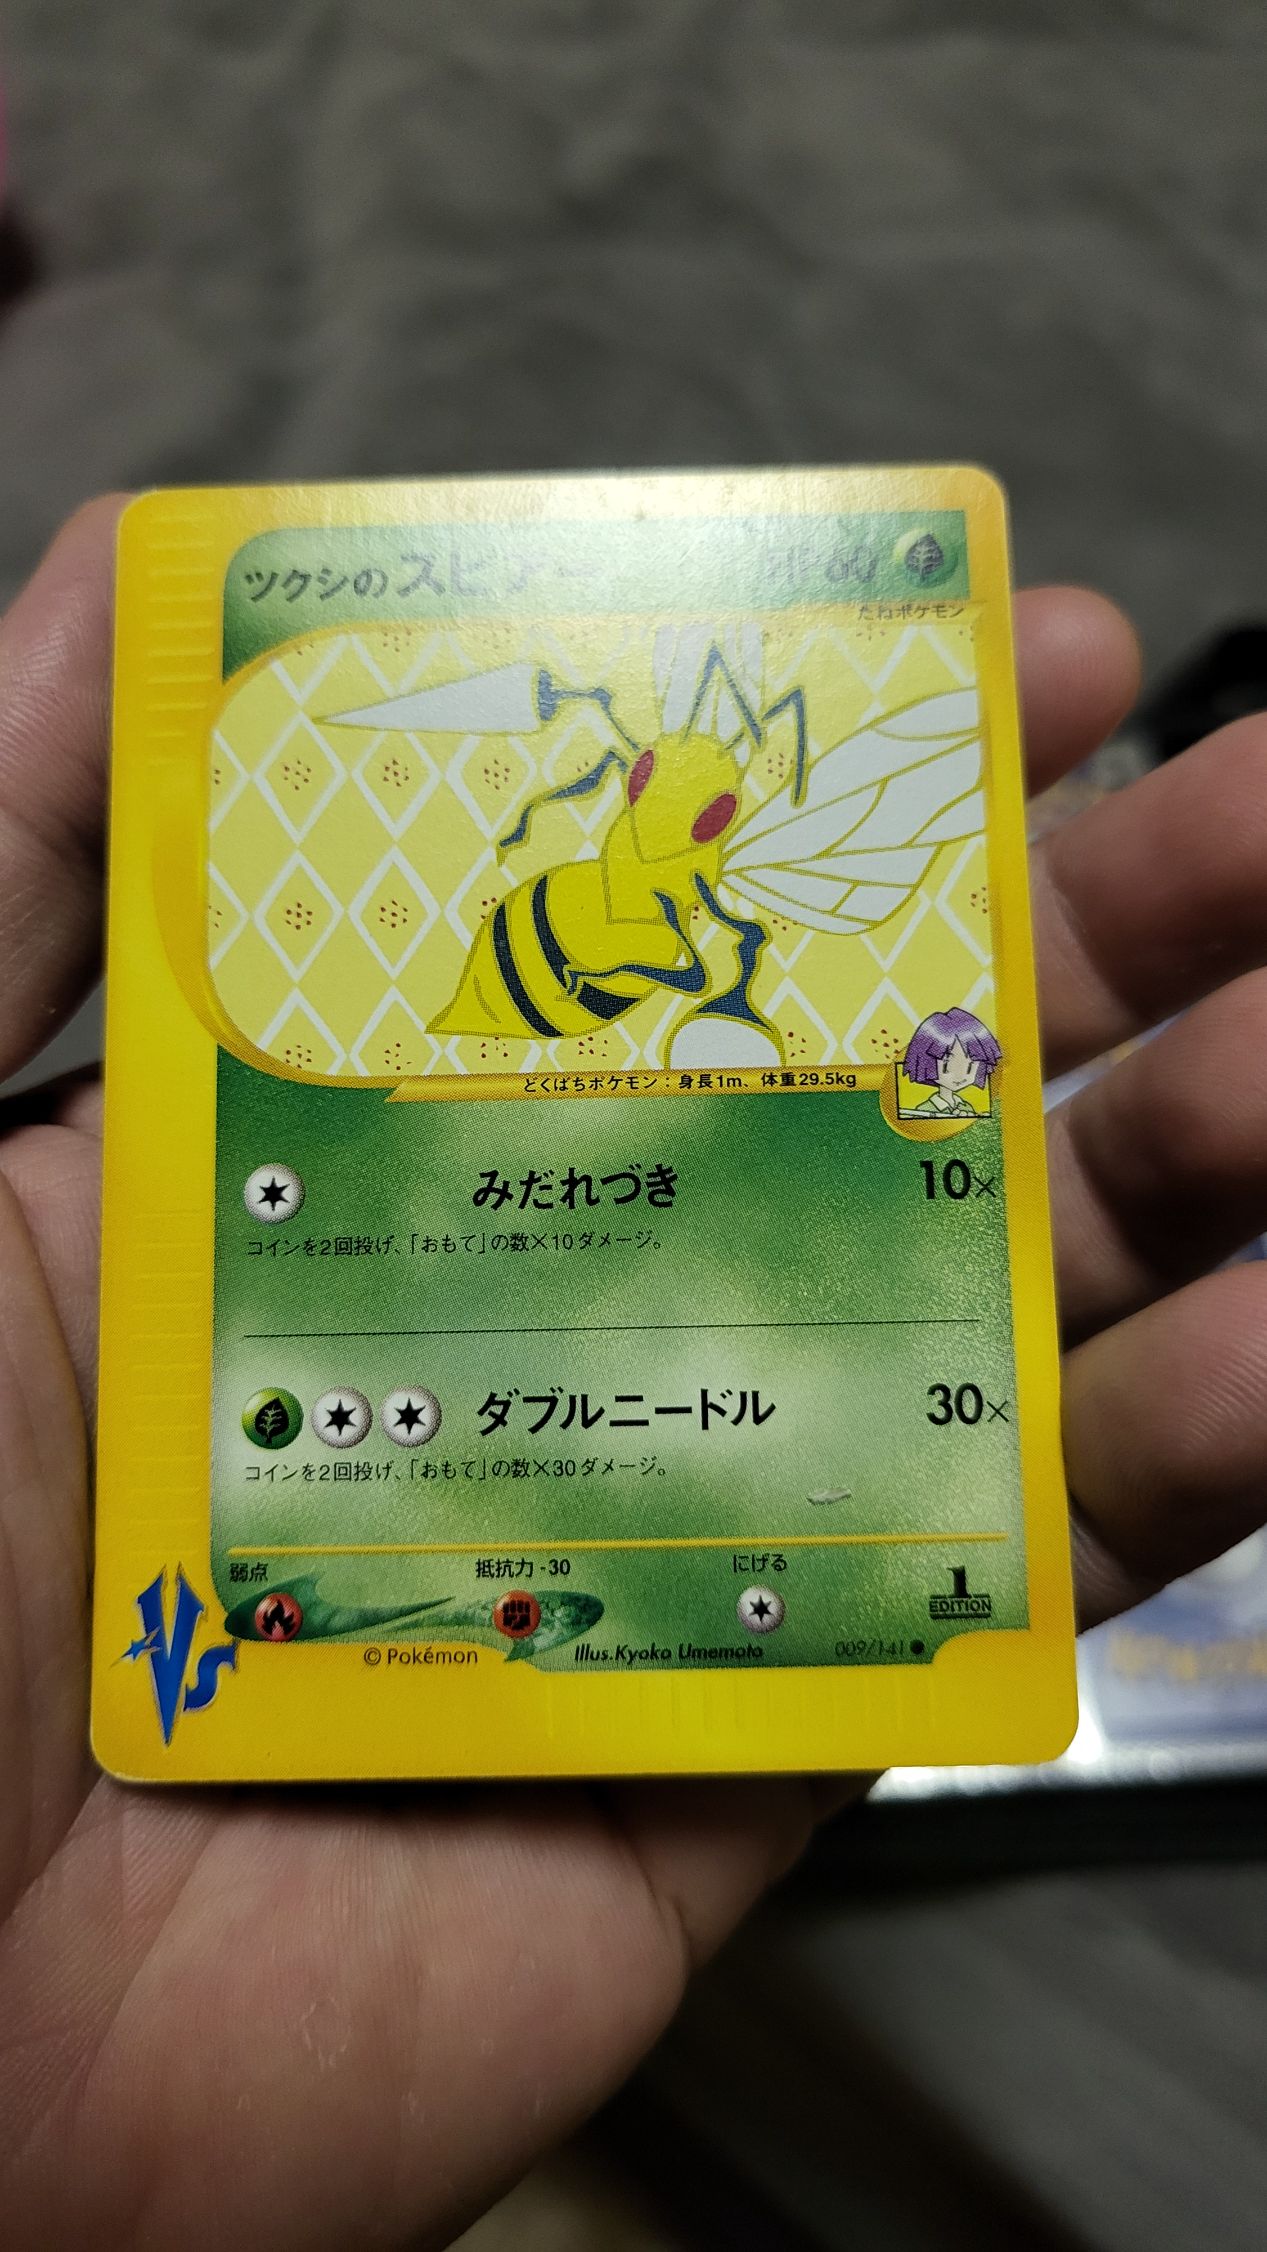 ツクシのスピアー HP60
たねポケモン
どくばちポケモン：身長1m、体重29.5kg
みだれづき 10×
コインを2回投げ、「おもて」の数×10ダメージ。
ダブルニードル 30×
コインを2回投げ、「おもて」の数×30ダメージ。
弱点 抵抗力-30 にげる
1 EDITION
VS
©Pokémon Illus.Kyoko Umemoto 009/141●